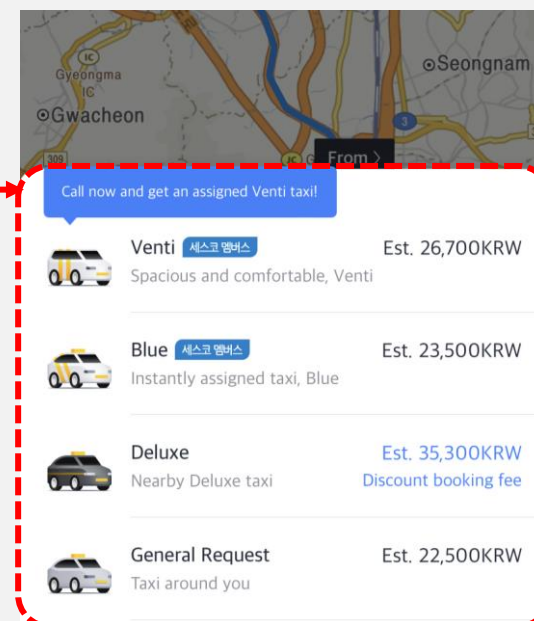 IC
Gyeongma
IC
Seongnam
Gwacheon
3
309
IC
From >
Call now and get an assigned Venti taxi!
Venti 세스코 멤버스 Est. 26,700KRW
Spacious and comfortable, Venti
Blue 세스코 멤버스 Est. 23,500KRW
Instantly assigned taxi, Blue
Deluxe Est. 35,300KRW
Nearby Deluxe taxi Discount booking fee
General Request Est. 22,500KRW
Taxi around you